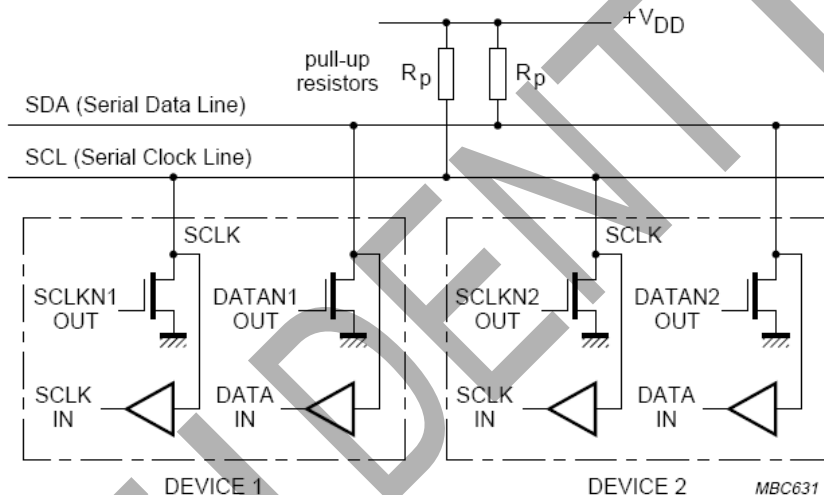 +VDD
pull-up
resistors
Rp
Rp
SDA (Serial Data Line)
SCL (Serial Clock Line)
SCLK
SCLK
SCLKN1
OUT
DATAN1
OUT
SCLKN2
OUT
DATAN2
OUT
SCLK
IN
DATA
IN
SCLK
IN
DATA
IN
DEVICE 1
DEVICE 2
MBC631